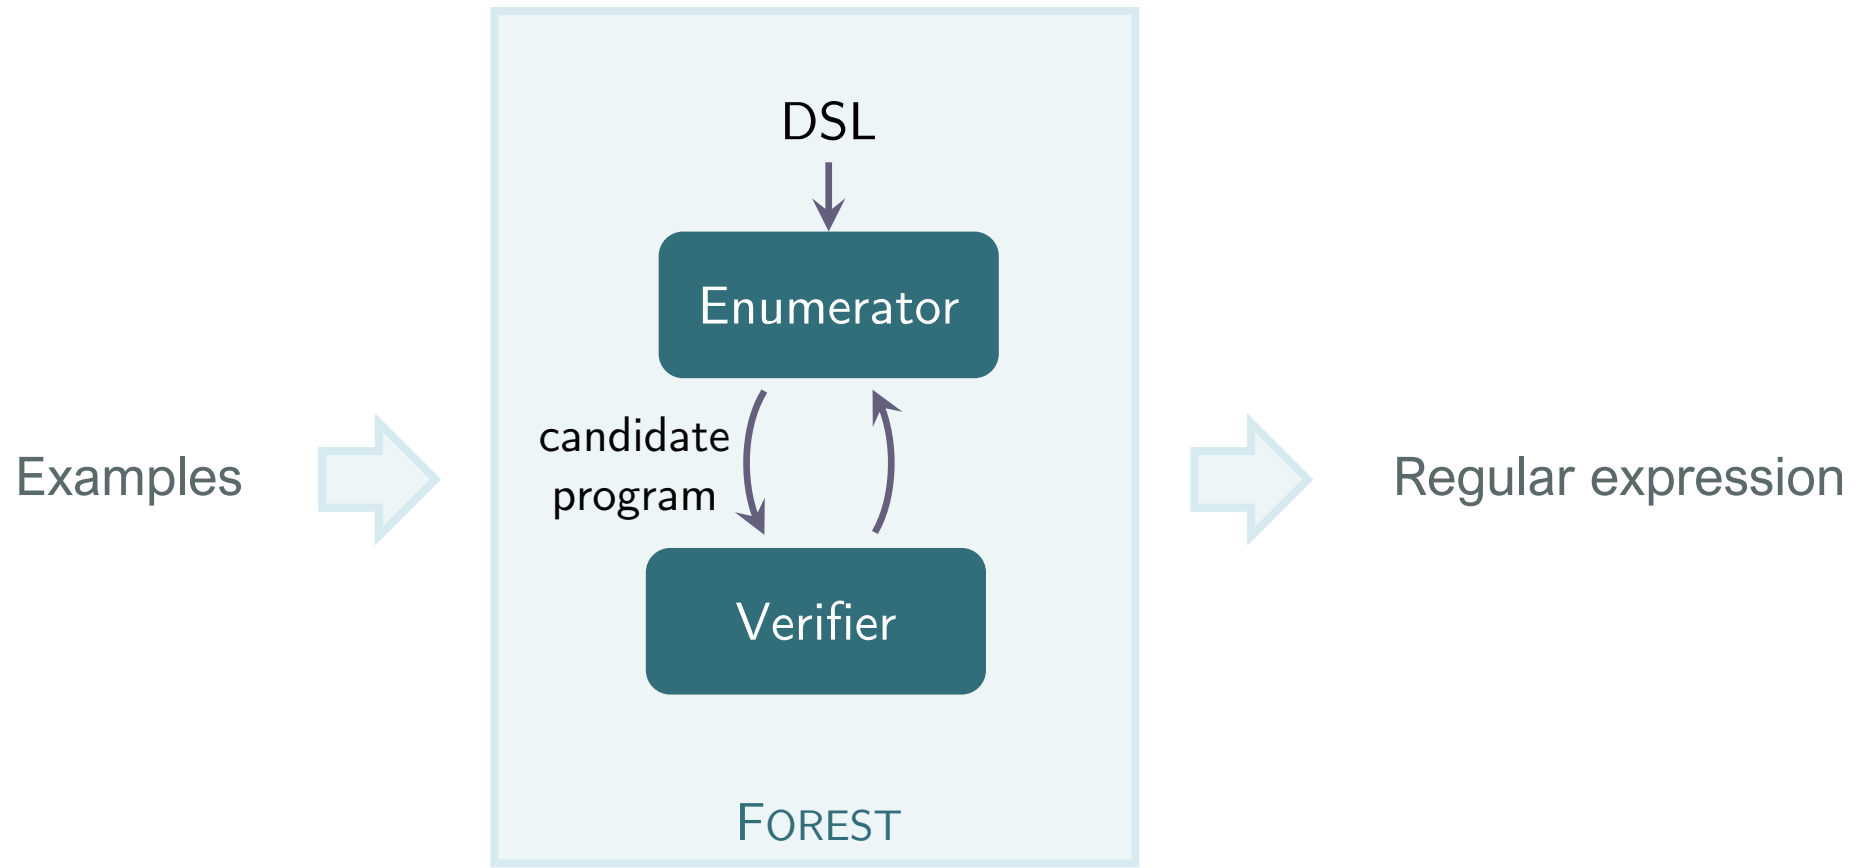 DSL
Enumerator
candidate
program
Examples
Regular expression
Verifier
FOREST